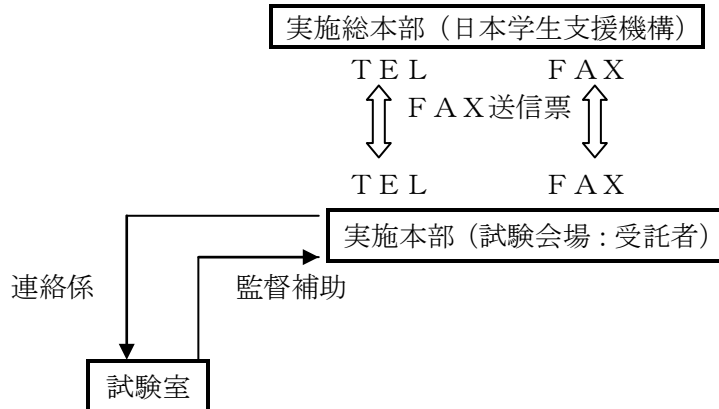 実施総本部（日本学生支援機構）
ＴＥＬ　ＦＡＸ
ＦＡＸ送信票
ＴＥＬ　ＦＡＸ
実施本部（試験会場：受託者）
連絡係　監督補助
試験室